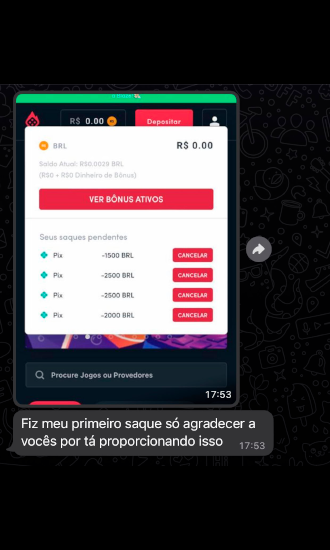 R$ 0.00
Depositar
BRL
R$ 0.00
Saldo Atual: R$0.0029 BRL
(R$0 + R$0 Dinheiro de Bônus)
VER BÔNUS ATIVOS
Seus saques pendentes
Pix -1500 BRL CANCELAR
Pix -2500 BRL CANCELAR
Pix -2500 BRL CANCELAR
Pix -2000 BRL CANCELAR
Procure Jogos ou Provedores
17:53
Fiz meu primeiro saque só agradecer a
vocês por tá proporcionando isso 17:53